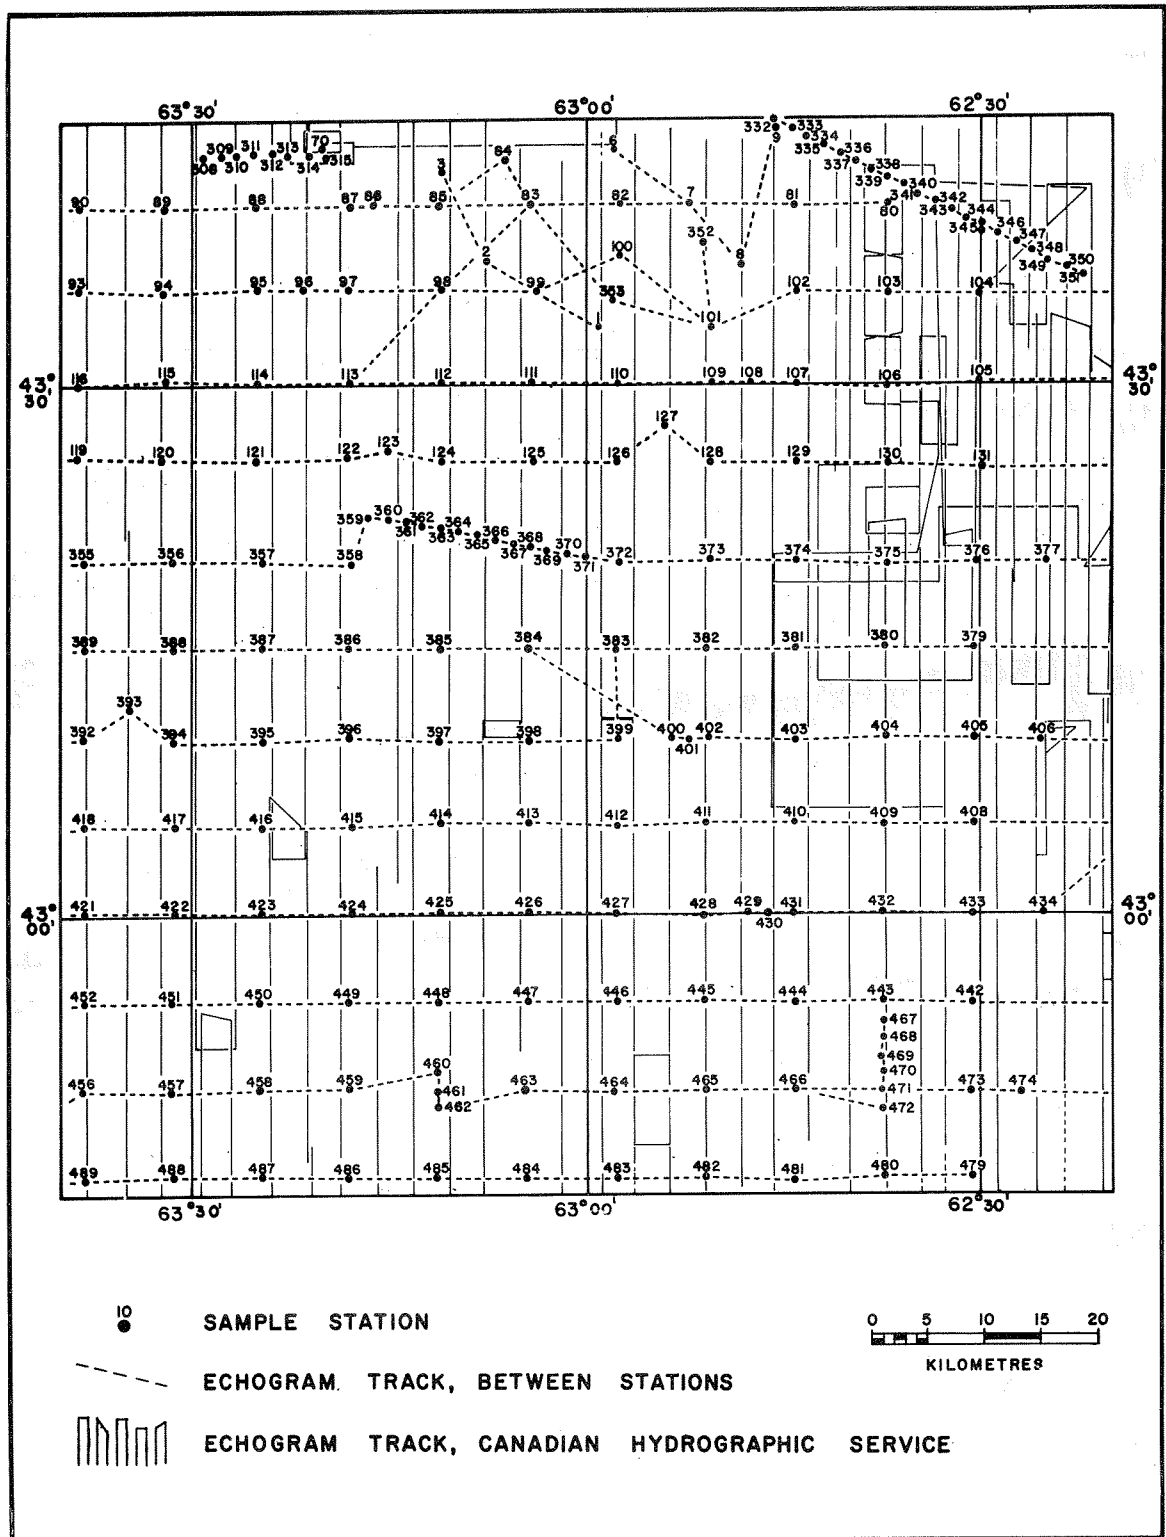 63° 30' 63° 00' 62° 30'
332 333
309 311 313 70 6 9 334
308 310 312 314 315 84 335 336
3 337 338
339 340
90 89 88 87 86 85 83 82 7 81 80 341 342
343 344
352 345 346
2 100 8 347
348
349 350
351
93 94 95 96 97 98 99 353 102 103 104
1 101
43° 30' 116 115 114 113 112 111 110 109 108 107 106 105 43° 30'
127
119 120 121 122 123 124 125 126 128 129 130 131
359 360 362 364 366 368 370
361 363 365 367 369 371
355 356 357 358 372 373 374 375 376 377
389 388 387 386 385 384 383 382 381 380 379
393
392 394 395 396 397 398 399 400 402 403 404 405 406
401
418 417 416 415 414 413 412 411 410 409 408
43° 00' 421 422 423 424 425 426 427 428 429 431 432 433 434 43° 00'
430
452 451 450 449 448 447 446 445 444 443 442
467
468
469
460 470
456 457 458 459 461 463 464 465 466 471 473 474
462 472
489 488 487 486 485 484 483 482 481 480 479
63° 30' 63° 00' 62° 30'
10
SAMPLE STATION
0 5 10 15 20
KILOMETRES
ECHOGRAM TRACK, BETWEEN STATIONS
ECHOGRAM TRACK, CANADIAN HYDROGRAPHIC SERVICE